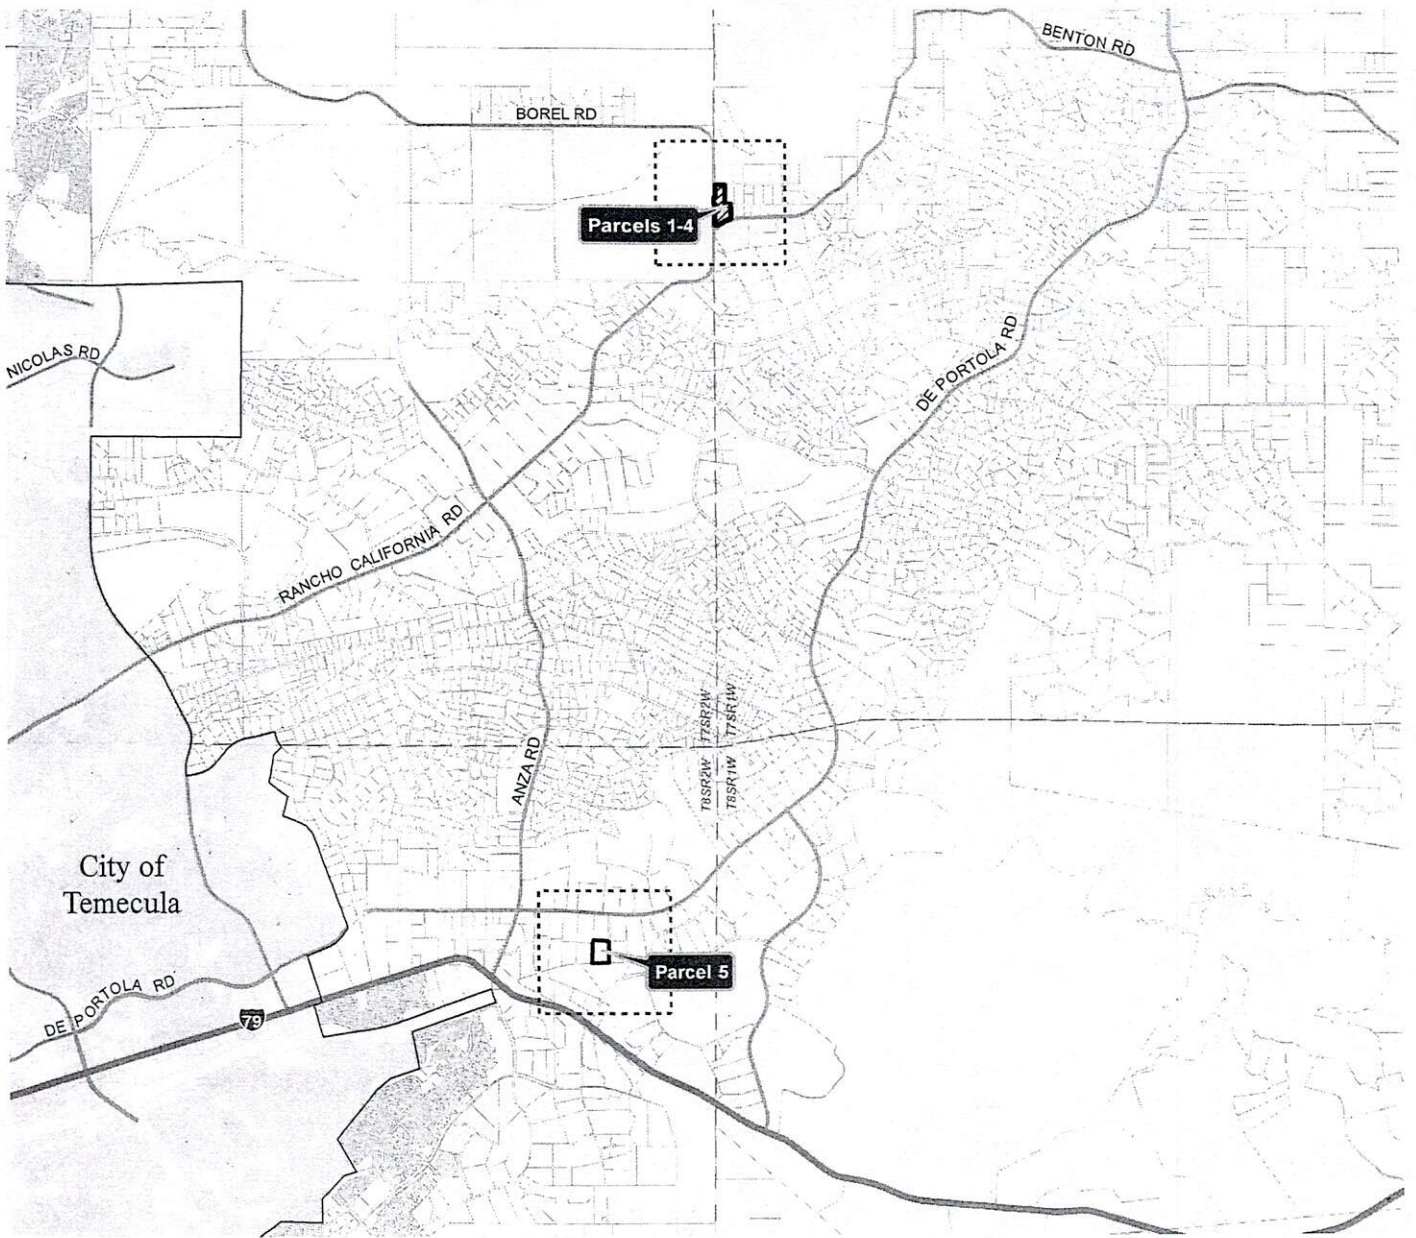 BENTON RD
BOREL RD
Parcels 1-4
NICOLAS RD
DE PORTOLA RD
RANCHO CALIFORNIA RD
T7SR2W
T7SR1W
T8SR2W
T8SR1W
ANZA RD
City of
Temecula
Parcel 5
DE PORTOLA RD
79